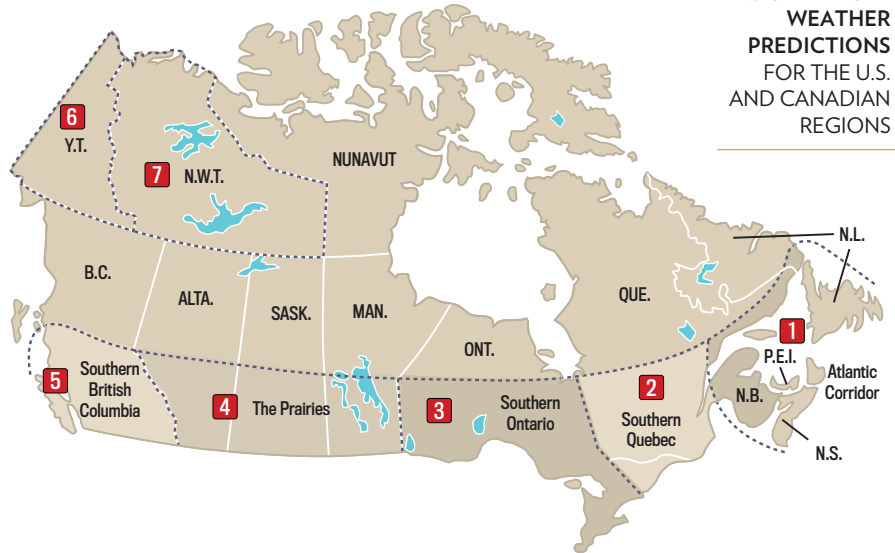 WEATHER
PREDICTIONS
FOR THE U.S.
AND CANADIAN
REGIONS
6
Y.T.
7
N.W.T.
NUNAVUT
N.L.
B.C.
ALTA.
SASK.
MAN.
QUE.
ONT.
1
P.E.I.
Atlantic
Corridor
5
Southern
British
Columbia
4
The Prairies
3
Southern
Ontario
2
Southern
Quebec
N.B.
N.S.